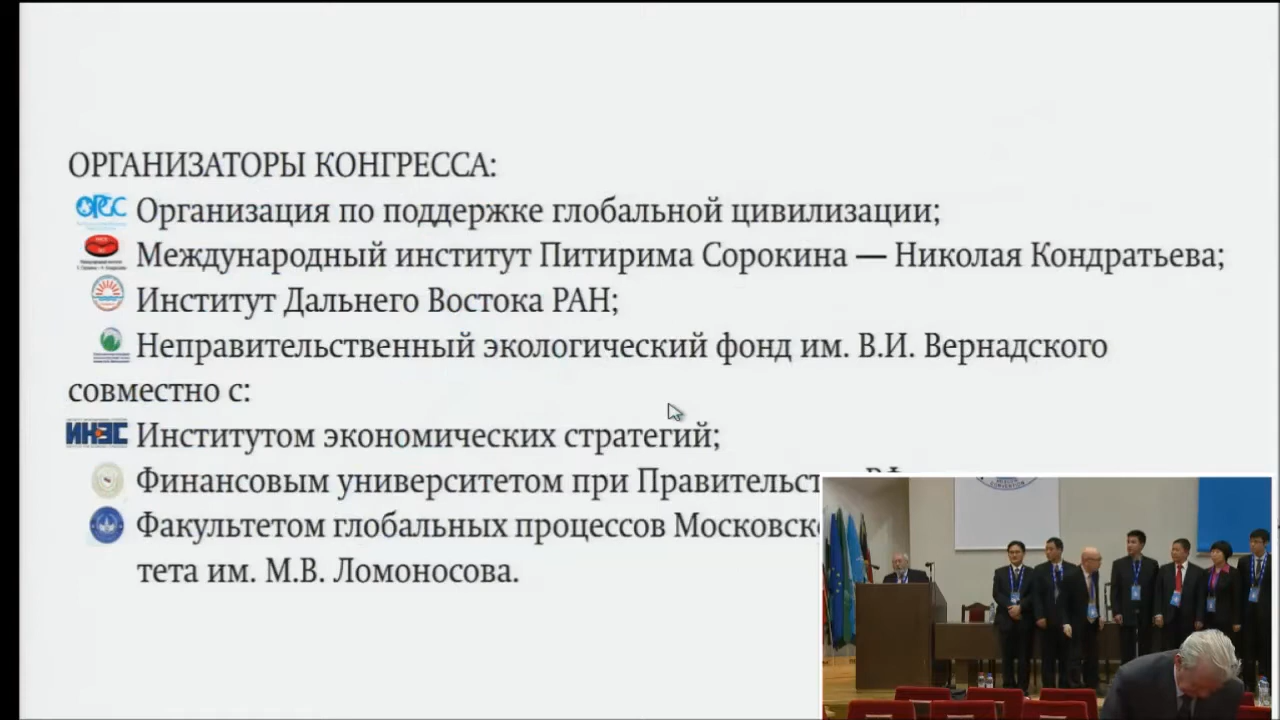 ОРГАНИЗАТОРЫ КОНГРЕССА:
Организация по поддержке глобальной цивилизации;
Международный институт Питирима Сорокина — Николая Кондратьева;
Институт Дальнего Востока РАН;
Неправительственный экологический фонд им. В.И. Вернадского
совместно с:
ИНЭС Институтом экономических стратегий;
Финансовым университетом при Правительст
Факультетом глобальных процессов Московск
тета им. М.В. Ломоносова.
CONVENTION